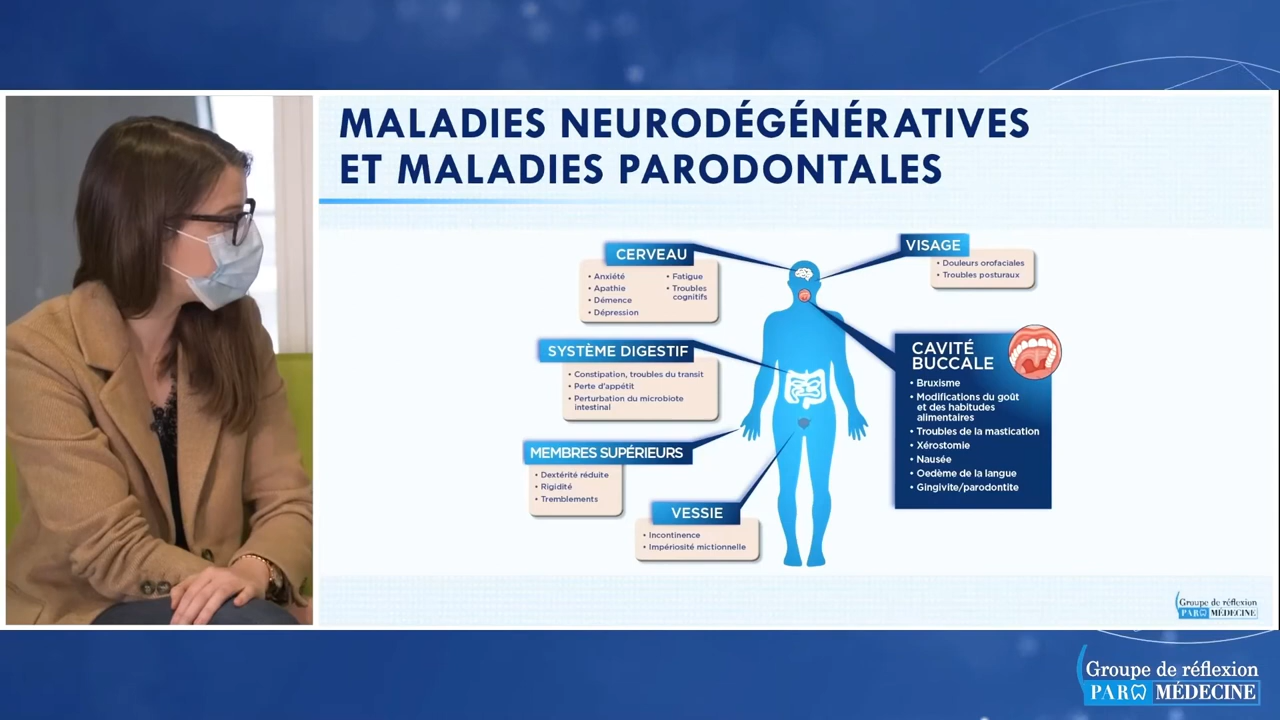 MALADIES NEURODÉGÉNÉRATIVES
ET MALADIES PARODONTALES
CERVEAU
• Anxiété
• Apathie
• Démence
• Dépression
• Fatigue
• Troubles
cognitifs
VISAGE
• Douleurs orofaciales
• Troubles posturaux
SYSTÈME DIGESTIF
• Constipation, troubles du transit
• Perte d'appétit
• Perturbation du microbiote
intestinal
CAVITÉ
BUCCALE
• Bruxisme
• Modifications du goût
et des habitudes
alimentaires
• Troubles de la mastication
• Xérostomie
• Nausée
• Oedème de la langue
• Gingivite/parodontite
MEMBRES SUPÉRIEURS
• Dextérité réduite
• Rigidité
• Tremblements
VESSIE
• Incontinence
• Impériosité mictionnelle
Groupe de réflexion
PARO MÉDECINE
Groupe de réflexion
PARO MÉDECINE